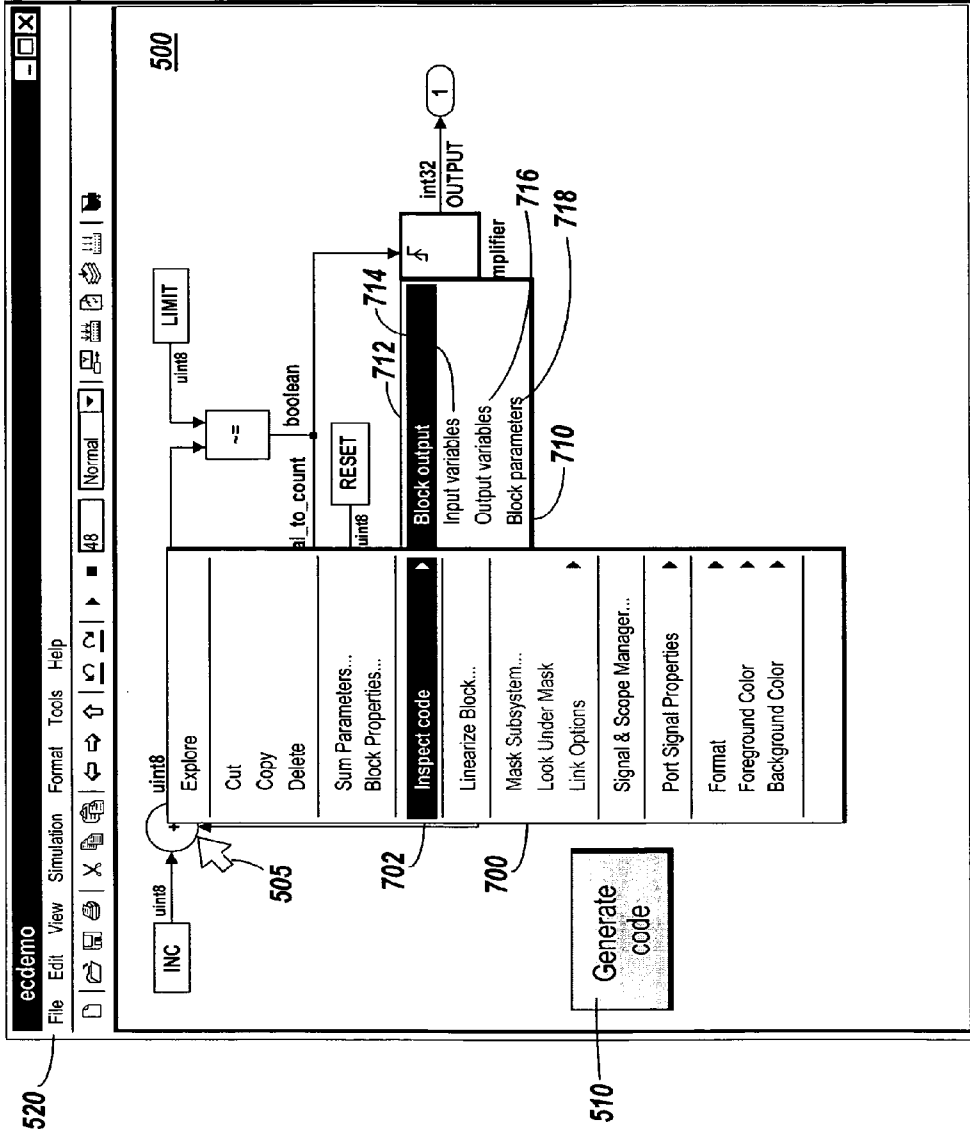 ecdemo
File Edit View Simulation Format Tools Help
48 Normal
520
500
INC
uint8
+
uint8
505
LIMIT
uint8
~=
boolean
al_to_count
RESET
uint8
int32
OUTPUT
1
mplifier
Explore
Cut
Copy
Delete
Sum Parameters...
Block Properties...
Inspect code
Linearize Block...
Mask Subsystem...
Look Under Mask
Link Options
Signal & Scope Manager...
Port Signal Properties
Format
Foreground Color
Background Color
702
700
712
714
Block output
Input variables
Output variables
Block parameters
716
718
710
Generate
code
510